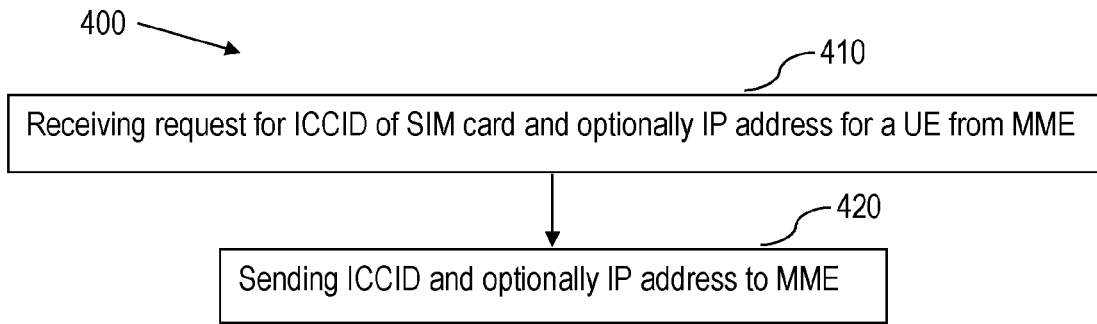 400
410
Receiving request for ICCID of SIM card and optionally IP address for a UE from MME
420
Sending ICCID and optionally IP address to MME